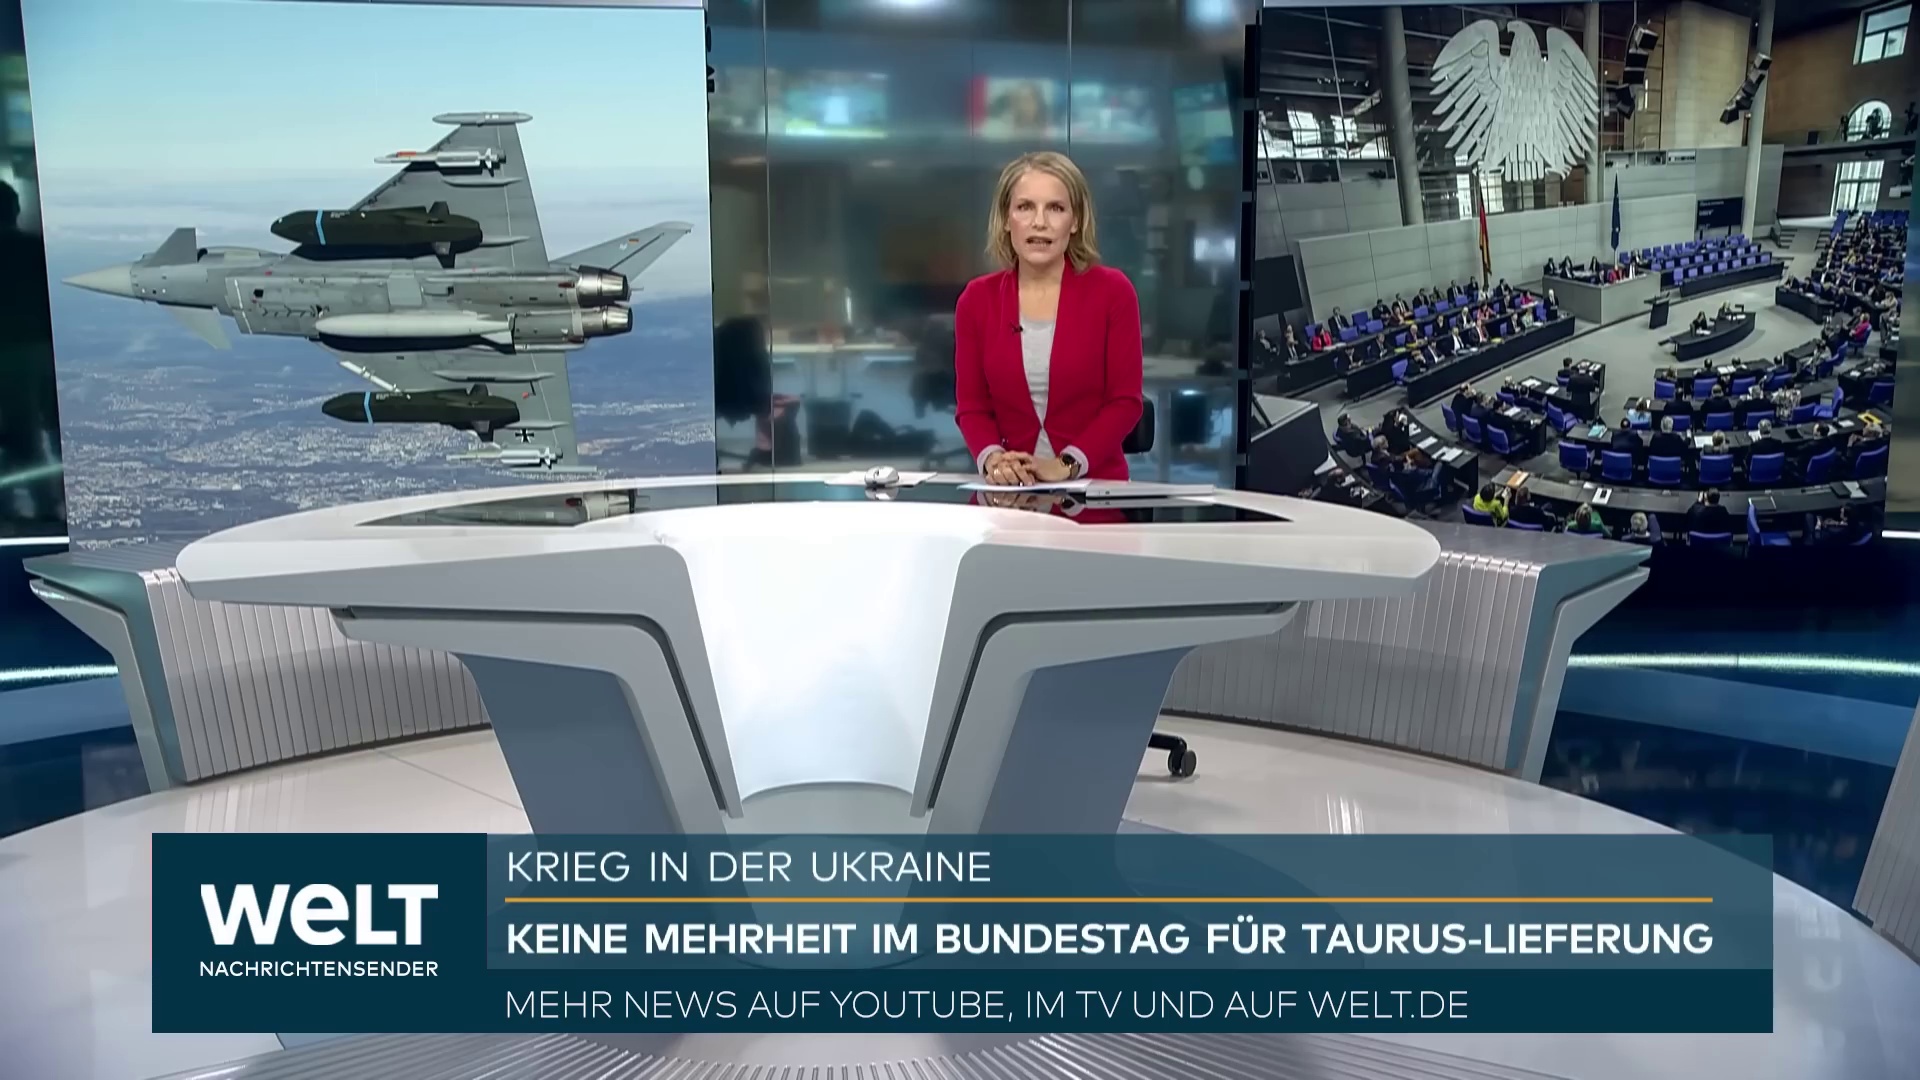 KRIEG IN DER UKRAINE
KEINE MEHRHEIT IM BUNDESTAG FÜR TAURUS-LIEFERUNG
welt
NACHRICHTENSENDER
MEHR NEWS AUF YOUTUBE, IM TV UND AUF WELT.DE